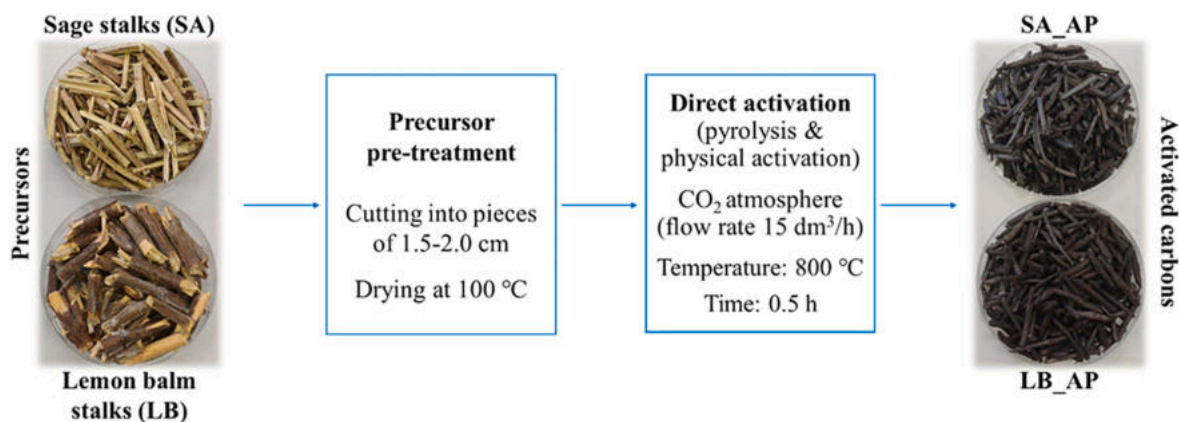 Sage stalks (SA)
Precursors
Lemon balm
stalks (LB)
Precursor
pre-treatment
Cutting into pieces
of 1.5-2.0 cm
Drying at 100 °C
Direct activation
(pyrolysis &
physical activation)
CO₂ atmosphere
(flow rate 15 dm³/h)
Temperature: 800 °C
Time: 0.5 h
SA_AP
Activated carbons
LB_AP